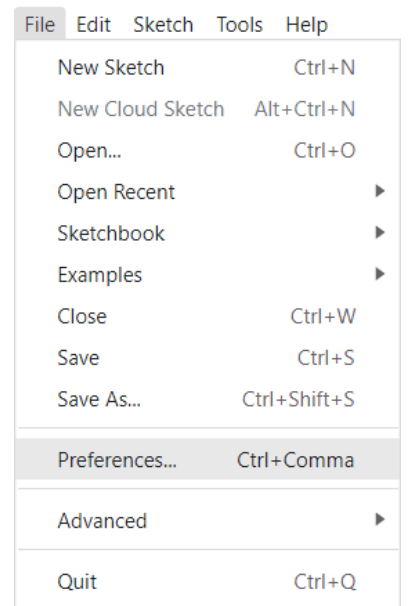 File Edit Sketch Tools Help
New Sketch Ctrl+N
New Cloud Sketch Alt+Ctrl+N
Open... Ctrl+O
Open Recent
Sketchbook
Examples
Close Ctrl+W
Save Ctrl+S
Save As... Ctrl+Shift+S
Preferences... Ctrl+Comma
Advanced
Quit Ctrl+Q